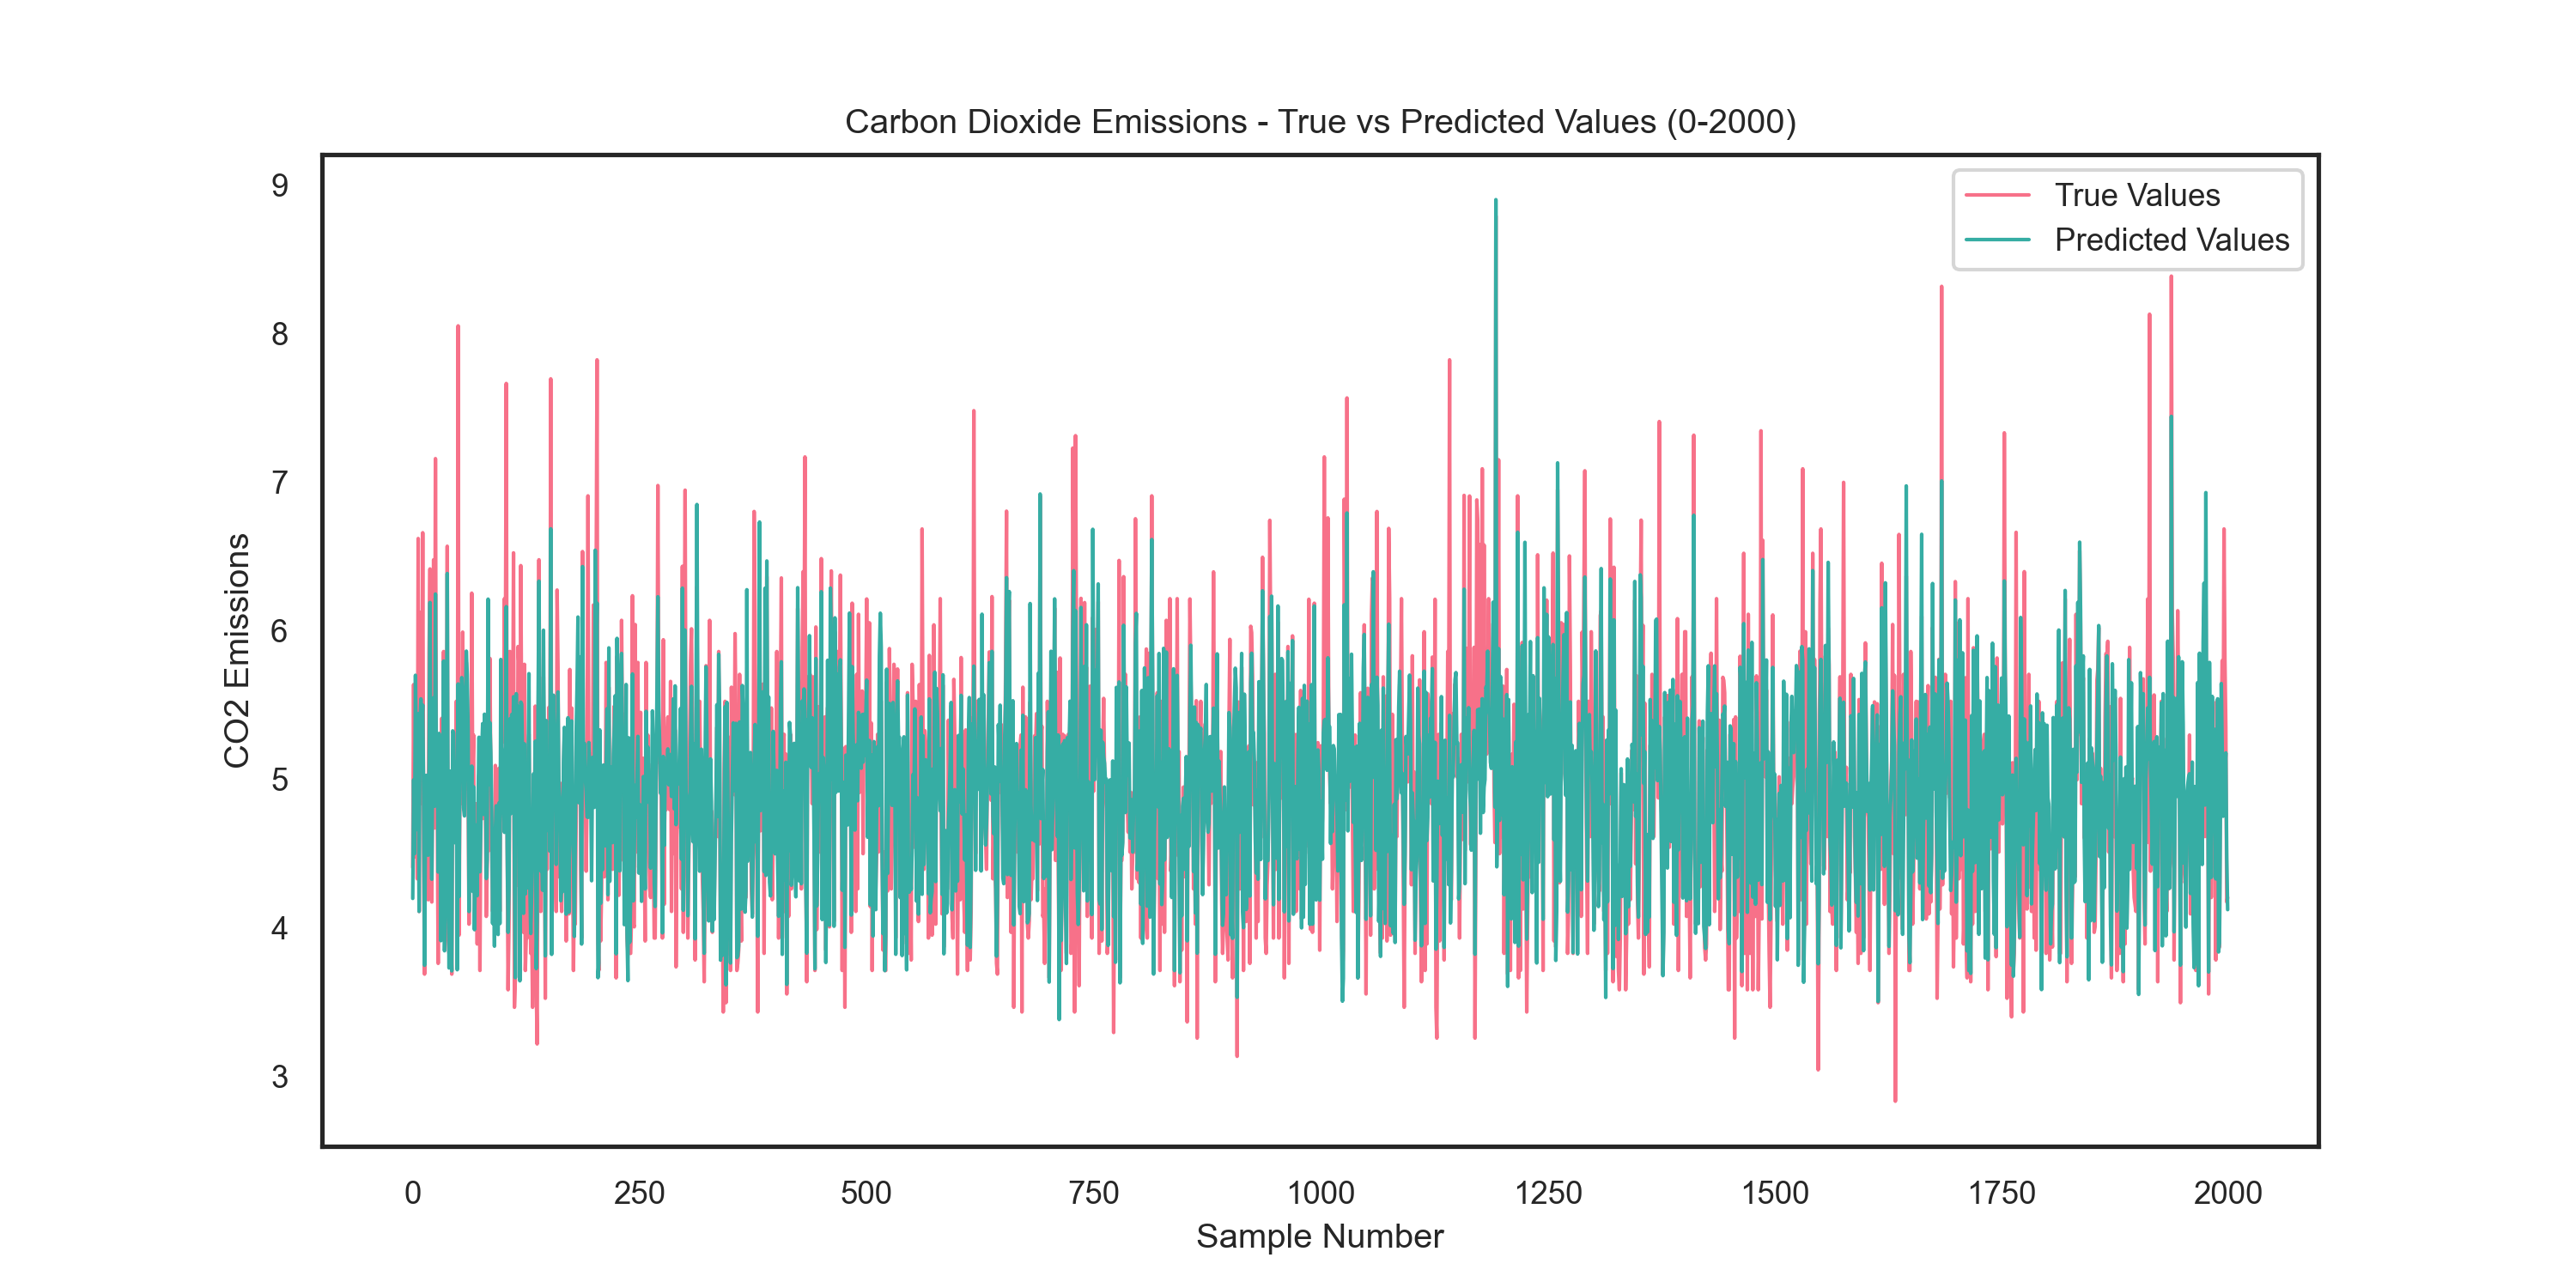 Carbon Dioxide Emissions - True vs Predicted Values (0-2000)
True Values
Predicted Values
9
8
7
6
5
4
3
CO2 Emissions
0 250 500 750 1000 1250 1500 1750 2000
Sample Number